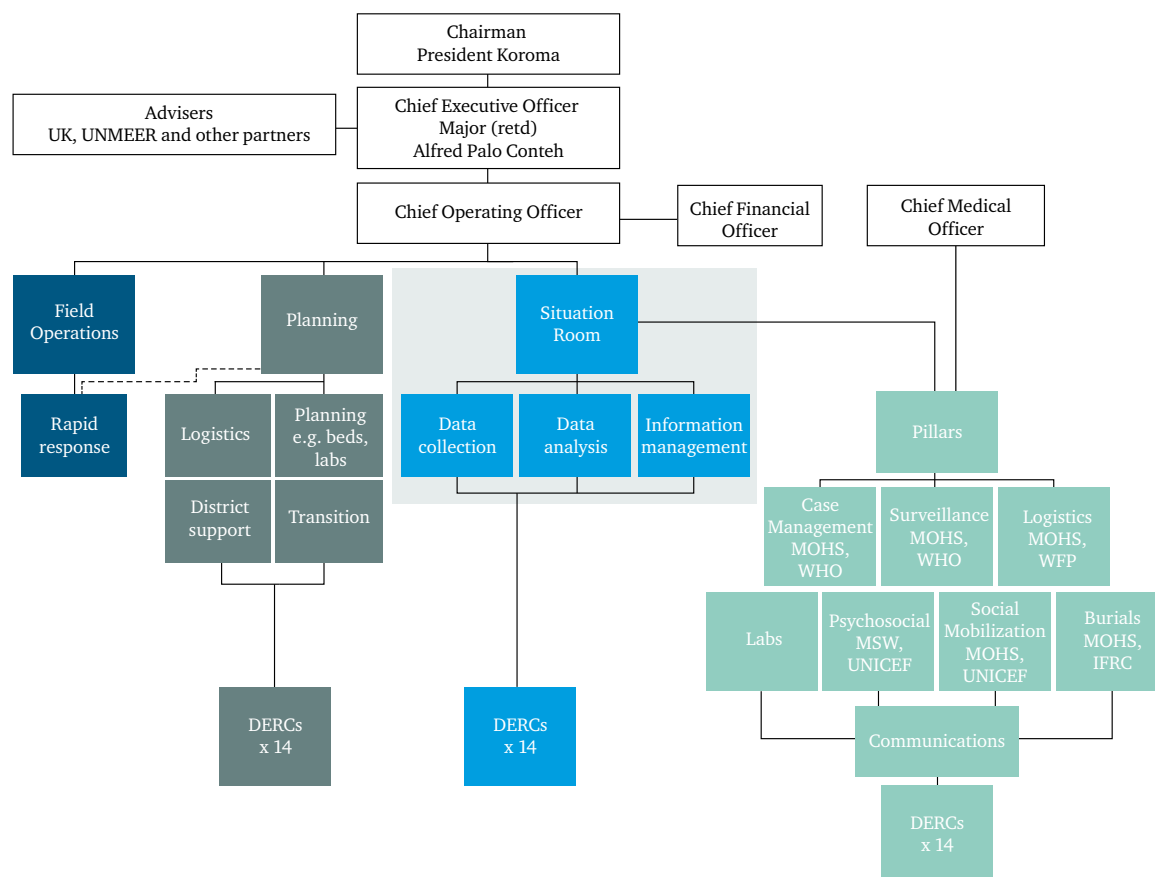 Chairman
President Koroma
Advisers
UK, UNMEER and other partners
Chief Executive Officer
Major (retd)
Alfred Palo Conteh
Chief Operating Officer
Chief Financial
Officer
Chief Medical
Officer
Field
Operations
Planning
Situation
Room
Rapid
response
Logistics
Planning
e.g. beds,
labs
Data
collection
Data
analysis
Information
management
Pillars
District
support
Transition
Case
Management
MOHS,
WHO
Surveillance
MOHS,
WHO
Logistics
MOHS,
WFP
Labs
Psychosocial
MSW,
UNICEF
Social
Mobilization
MOHS,
UNICEF
Burials
MOHS,
IFRC
DERCs
x 14
DERCs
x 14
Communications
DERCs
x 14